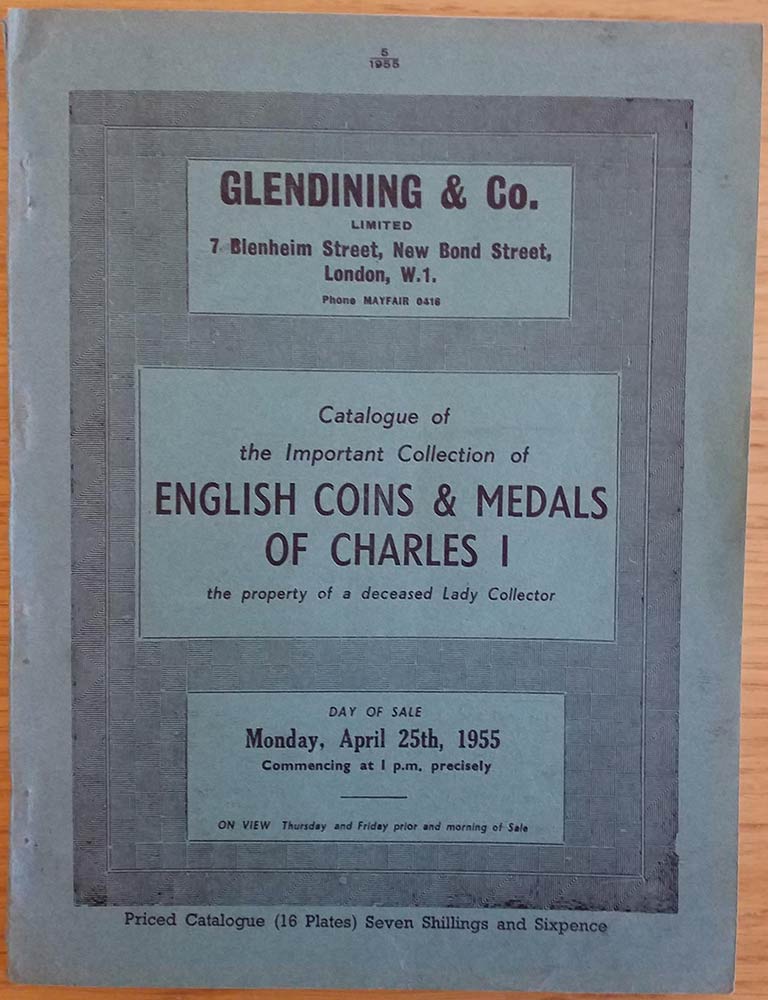 5
1955
GLENDINING & Co.
LIMITED
7 Blenheim Street, New Bond Street,
London, W.1.
Phone MAYFAIR 0416
Catalogue of
the Important Collection of
ENGLISH COINS & MEDALS
OF CHARLES I
the property of a deceased Lady Collector
DAY OF SALE
Monday, April 25th, 1955
Commencing at 1 p.m. precisely
ON VIEW Thursday and Friday prior and morning of Sale
Priced Catalogue (16 Plates) Seven Shillings and Sixpence